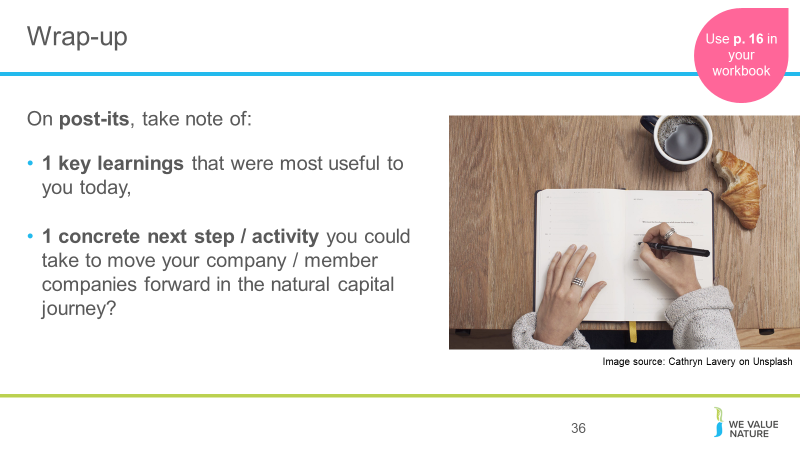 Wrap-up
Use p. 16 in
your
workbook
On post-its, take note of:
• 1 key learnings that were most useful to
you today,
• 1 concrete next step / activity you could
take to move your company / member
companies forward in the natural capital
journey?
Image source: Cathryn Lavery on Unsplash
36
WE VALUE
NATURE